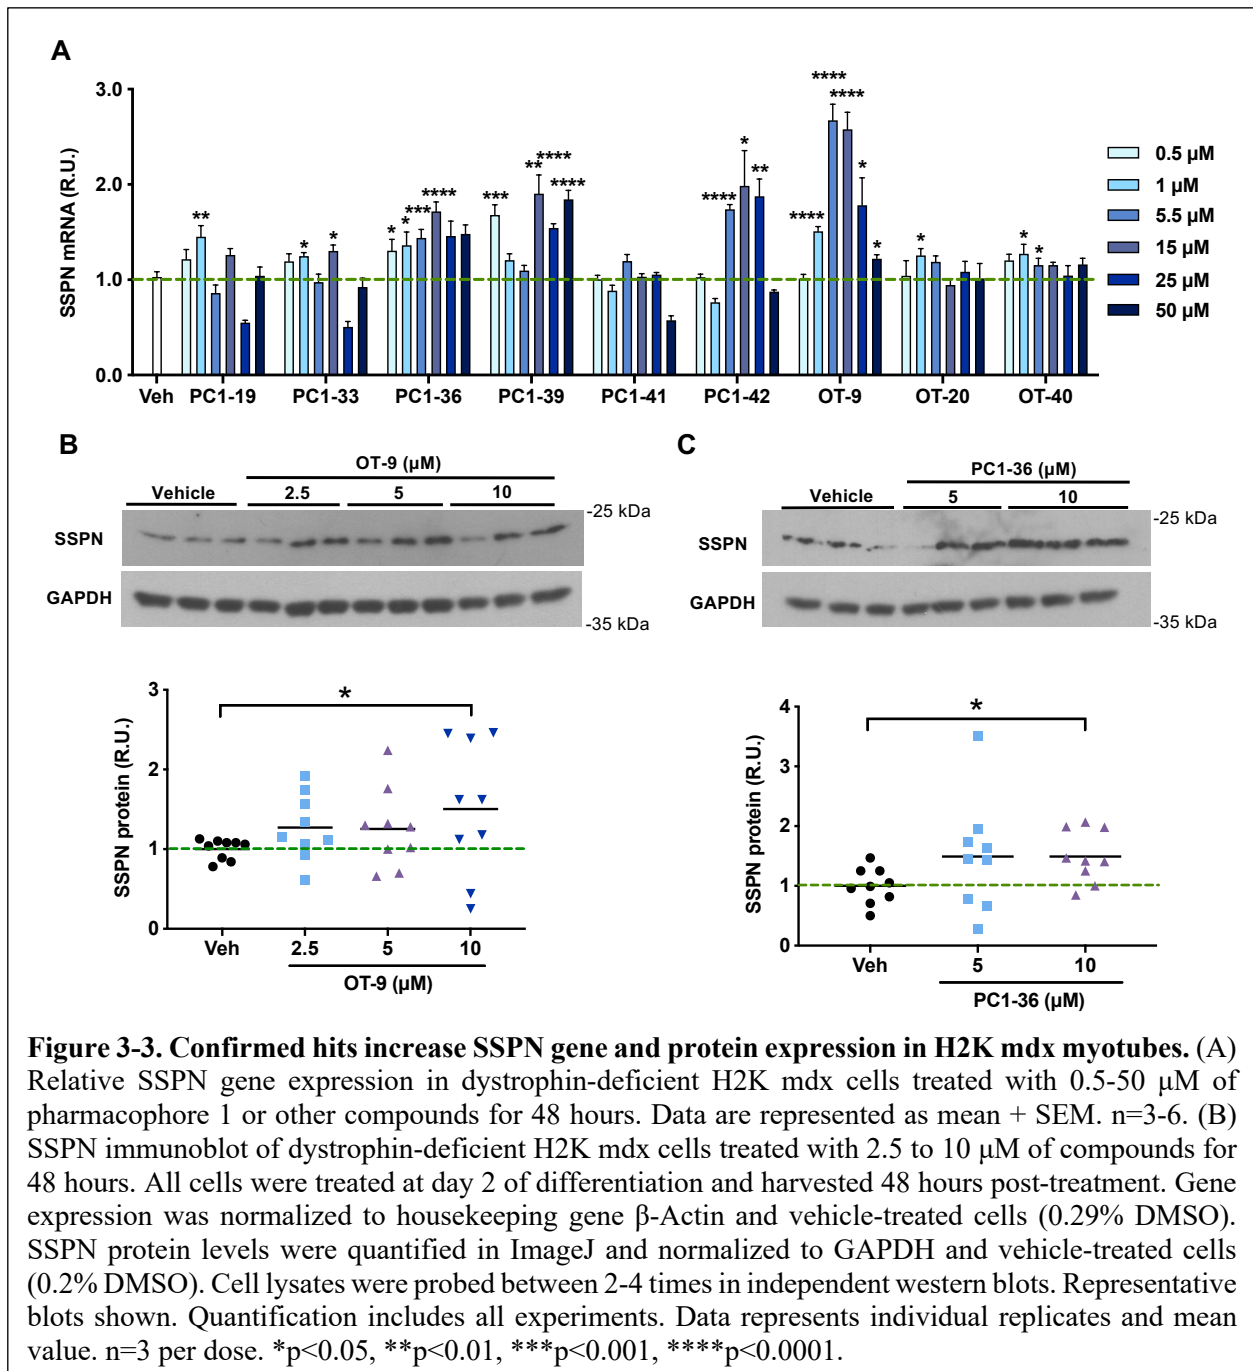 A
3.0
2.0
1.0
0.0
SSPN mRNA (R.U.)
** * * * * *** **** *** ** **** **** **** * ** **** **** **** * * * * *
0.5 µM
1 µM
5.5 µM
15 µM
25 µM
50 µM
Veh PC1-19 PC1-33 PC1-36 PC1-39 PC1-41 PC1-42 OT-9 OT-20 OT-40
B
OT-9 (µM)
Vehicle 2.5 5 10
-25 kDa
SSPN
GAPDH
-35 kDa
3
2
1
0
SSPN protein (R.U.)
*
Veh 2.5 5 10
OT-9 (µM)
C
PC1-36 (µM)
Vehicle 5 10
-25 kDa
SSPN
GAPDH
-35 kDa
4
3
2
1
0
SSPN protein (R.U.)
*
Veh 5 10
PC1-36 (µM)
Figure 3-3. Confirmed hits increase SSPN gene and protein expression in H2K mdx myotubes. (A)
Relative SSPN gene expression in dystrophin-deficient H2K mdx cells treated with 0.5-50 µM of
pharmacophore 1 or other compounds for 48 hours. Data are represented as mean + SEM. n=3-6. (B)
SSPN immunoblot of dystrophin-deficient H2K mdx cells treated with 2.5 to 10 µM of compounds for
48 hours. All cells were treated at day 2 of differentiation and harvested 48 hours post-treatment. Gene
expression was normalized to housekeeping gene β-Actin and vehicle-treated cells (0.29% DMSO).
SSPN protein levels were quantified in ImageJ and normalized to GAPDH and vehicle-treated cells
(0.2% DMSO). Cell lysates were probed between 2-4 times in independent western blots. Representative
blots shown. Quantification includes all experiments. Data represents individual replicates and mean
value. n=3 per dose. *p<0.05, **p<0.01, ***p<0.001, ****p<0.0001.